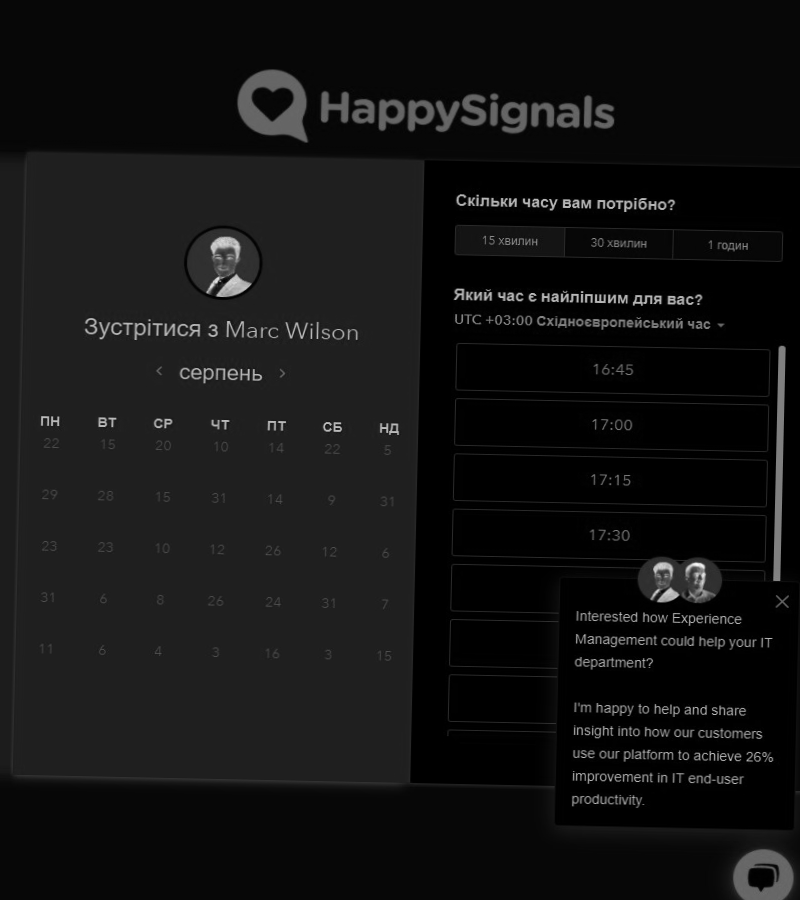 HappySignals
Зустрітися з Marc Wilson
серпень
ПН ВТ СР ЧТ ПТ СБ НД
22 15 20 10 14 22 5
29 28 15 31 14 9 31
23 23 10 12 26 12 6
31 6 8 26 24 31 7
11 6 4 3 16 3 15
Скільки часу вам потрібно?
15 хвилин 30 хвилин 1 годин
Який час є найліпшим для вас?
UTC +03:00 Східноєвропейський час
16:45
17:00
17:15
17:30
Interested how Experience
Management could help your IT
department?
I'm happy to help and share
insight into how our customers
use our platform to achieve 26%
improvement in IT end-user
productivity.